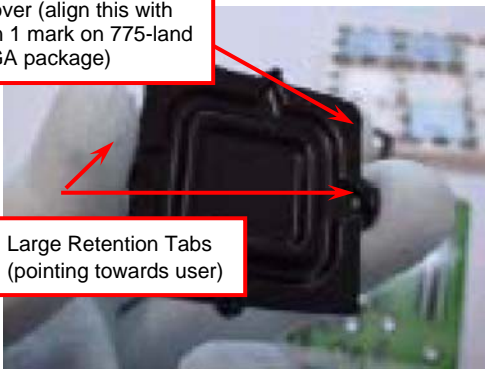 over (align this with
1 mark on 775-land
GA package)
Large Retention Tabs
(pointing towards user)